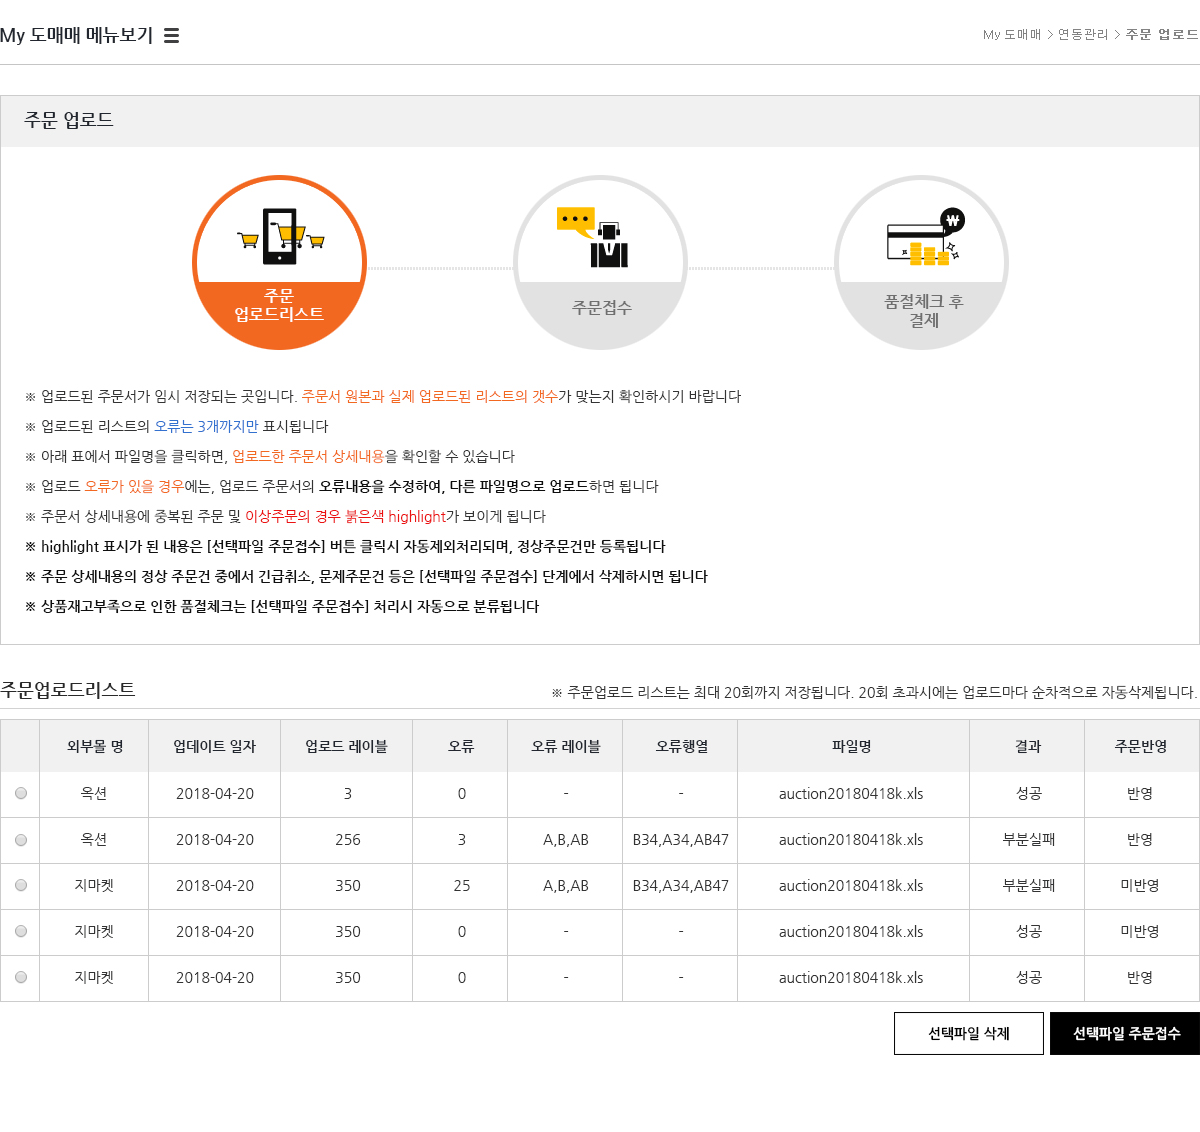 My 도매매 메뉴보기
My 도매매 > 연동관리 > 주문 업로드
주문 업로드
주문
업로드리스트
주문접수
품절체크 후
결제
※ 업로드된 주문서가 임시 저장되는 곳입니다. 주문서 원본과 실제 업로드된 리스트의 갯수가 맞는지 확인하시기 바랍니다
※ 업로드된 리스트의 오류는 3개까지만 표시됩니다
※ 아래 표에서 파일명을 클릭하면, 업로드한 주문서 상세내용을 확인할 수 있습니다
※ 업로드 오류가 있을 경우에는, 업로드 주문서의 오류내용을 수정하여, 다른 파일명으로 업로드하면 됩니다
※ 주문서 상세내용에 중복된 주문 및 이상주문의 경우 붉은색 highlight가 보이게 됩니다
※ highlight 표시가 된 내용은 [선택파일 주문접수] 버튼 클릭시 자동제외처리되며, 정상주문건만 등록됩니다
※ 주문 상세내용의 정상 주문건 중에서 긴급취소, 문제주문건 등은 [선택파일 주문접수] 단계에서 삭제하시면 됩니다
※ 상품재고부족으로 인한 품절체크는 [선택파일 주문접수] 처리시 자동으로 분류됩니다
주문업로드리스트
※ 주문업로드 리스트는 최대 20회까지 저장됩니다. 20회 초과시에는 업로드마다 순차적으로 자동삭제됩니다.
외부몰 명 업데이트 일자 업로드 레이블 오류 오류 레이블 오류행열 파일명 결과 주문반영
옥션 2018-04-20 3 0 - - auction20180418k.xls 성공 반영
옥션 2018-04-20 256 3 A,B,AB B34,A34,AB47 auction20180418k.xls 부분실패 반영
지마켓 2018-04-20 350 25 A,B,AB B34,A34,AB47 auction20180418k.xls 부분실패 미반영
지마켓 2018-04-20 350 0 - - auction20180418k.xls 성공 미반영
지마켓 2018-04-20 350 0 - - auction20180418k.xls 성공 반영
선택파일 삭제
선택파일 주문접수